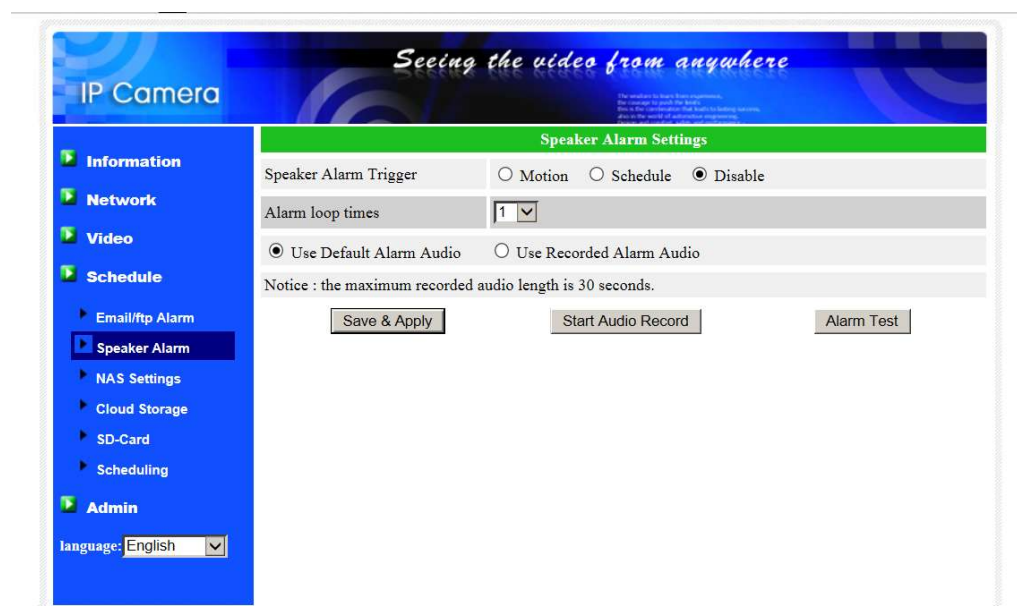 Seeing the video from anywhere
IP Camera
Speaker Alarm Settings
Information
Network
Video
Schedule
Email/ftp Alarm
Speaker Alarm
NAS Settings
Cloud Storage
SD-Card
Scheduling
Admin
language: English
Speaker Alarm Trigger Motion Schedule Disable
Alarm loop times 1
Use Default Alarm Audio Use Recorded Alarm Audio
Notice : the maximum recorded audio length is 30 seconds.
Save & Apply Start Audio Record Alarm Test